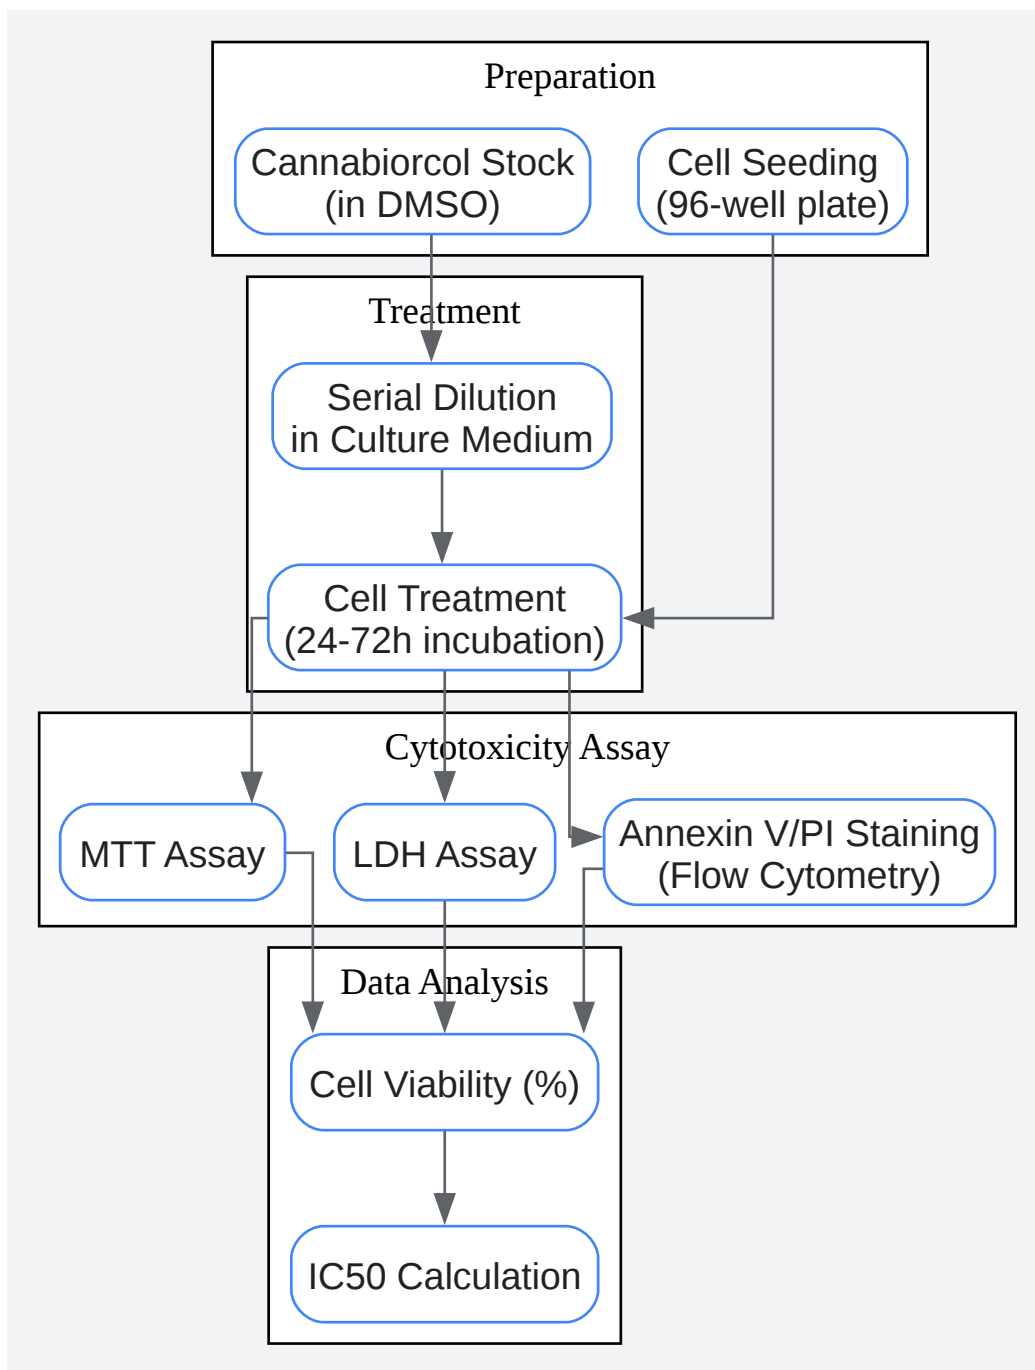 Preparation
Cannabiorcol Stock
(in DMSO)
Cell Seeding
(96-well plate)
Treatment
Serial Dilution
in Culture Medium
Cell Treatment
(24-72h incubation)
Cytotoxicity Assay
MTT Assay
LDH Assay
Annexin V/PI Staining
(Flow Cytometry)
Data Analysis
Cell Viability (%)
IC50 Calculation